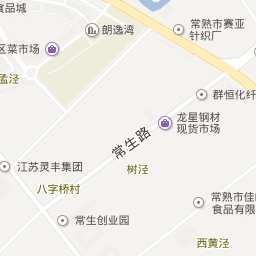 食品城
朗逸湾
常熟市赛亚
针织厂
区菜市场
孟泾
群恒化纤
龙星钢材
现货市场
常生路
江苏灵丰集团
树泾
八字桥村
常熟市佳
食品有限
常生创业园
西黄泾